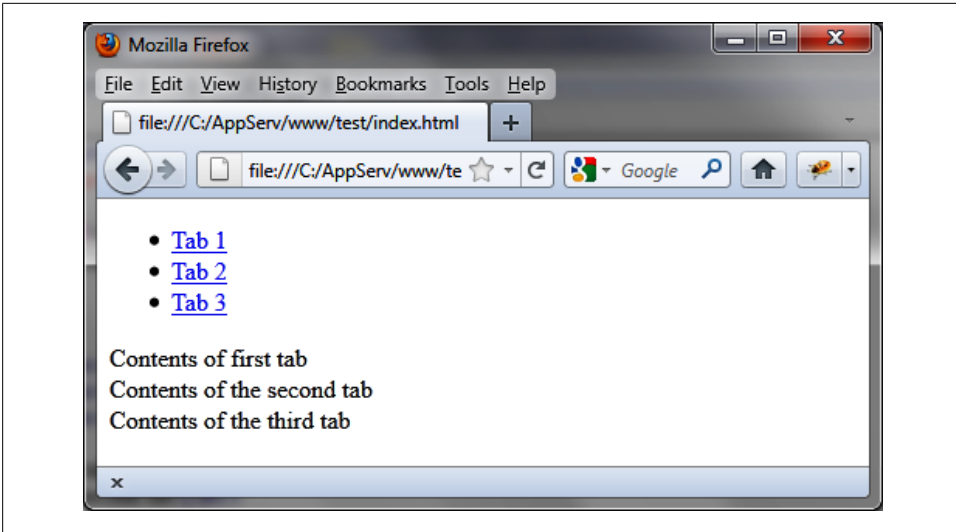 Mozilla Firefox
File Edit View History Bookmarks Tools Help
file:///C:/AppServ/www/test/index.html
file:///C:/AppServ/www/te
Google
• Tab 1
• Tab 2
• Tab 3
Contents of first tab
Contents of the second tab
Contents of the third tab
x